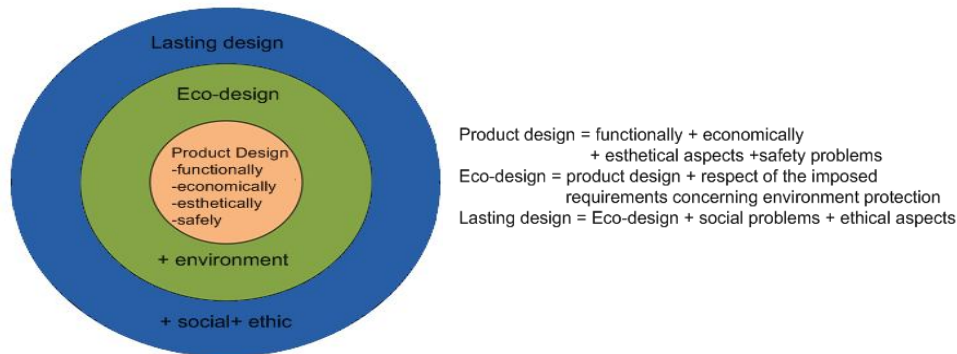 Lasting design
Eco-design
Product Design
-functionally
-economically
-esthetically
-safely
+ environment
+ social+ ethic
Product design = functionally + economically
+ esthetical aspects +safety problems
Eco-design = product design + respect of the imposed
requirements concerning environment protection
Lasting design = Eco-design + social problems + ethical aspects